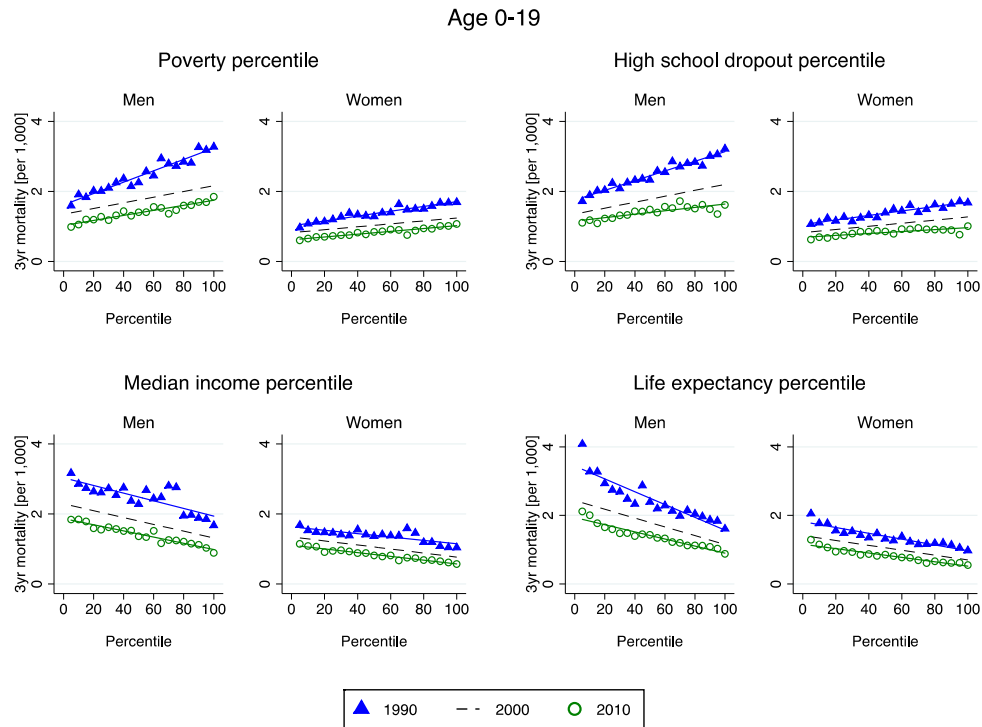 Age 0-19
Poverty percentile
High school dropout percentile
Men
Women
Men
Women
3yr mortality [per 1,000]
4
2
0
4
2
0
3yr mortality [per 1,000]
4
2
0
4
2
0
0 20 40 60 80 100
0 20 40 60 80 100
0 20 40 60 80 100
0 20 40 60 80 100
Percentile
Percentile
Percentile
Percentile
Median income percentile
Life expectancy percentile
Men
Women
Men
Women
3yr mortality [per 1,000]
4
2
0
4
2
0
3yr mortality [per 1,000]
4
2
0
4
2
0
0 20 40 60 80 100
0 20 40 60 80 100
0 20 40 60 80 100
0 20 40 60 80 100
Percentile
Percentile
Percentile
Percentile
1990 2000 2010